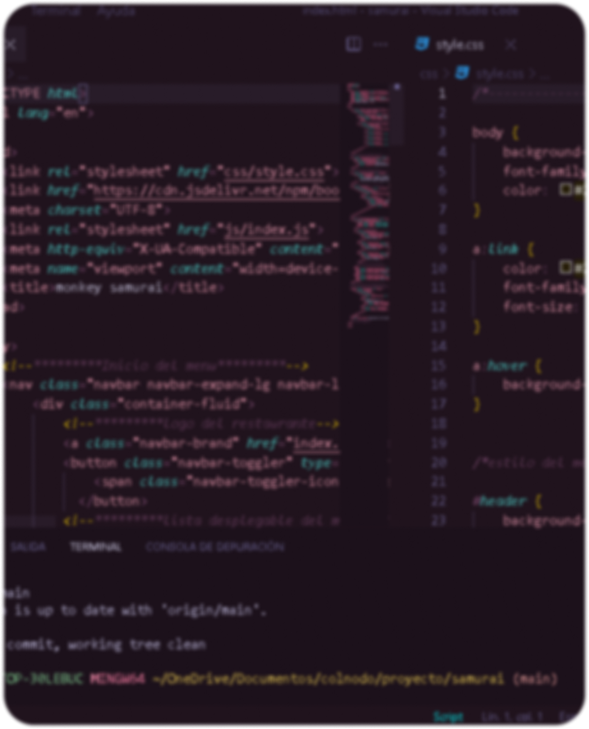 Terminal Ayuda
index.html - samurai - Visual Studio Code
style.css
css > style.css > ...
CTYPE html>
lang="en">
d>
link rel="stylesheet" href="css/style.css">
link href="https://cdn.jsdelivr.net/npm/boo
meta charset="UTF-8">
link rel="stylesheet" href="js/index.js">
meta http-equiv="X-UA-Compatible" content="
meta name="viewport" content="width=device-
title>monkey samurai</title>
ad>
y>
<!--*********Inicio del menu*********-->
nav class="navbar navbar-expand-lg navbar-l
<div class="container-fluid">
<!--*********Logo del restaurante-->
<a class="navbar-brand" href="index.
<button class="navbar-toggler" type=
<span class="navbar-toggler-icon
</button>
<!--*********Lista desplegable del m
1 /*
2
3 body {
4 background-
5 font-family
6 color:
7 }
8
9 a:link {
10 color:
11 font-family
12 font-size:
13 }
14
15 a:hover {
16 background-
17 }
18
19
20 /*estilo del
21
22 #header {
23 background-
SALIDA TERMINAL CONSOLA DE DEPURACIÓN
main
is up to date with 'origin/main'.
commit, working tree clean
OP-30LEBUC MINGW64 ~/OneDrive/Documentos/colnodo/proyecto/samurai (main)
Script Lín. 1, col. 1